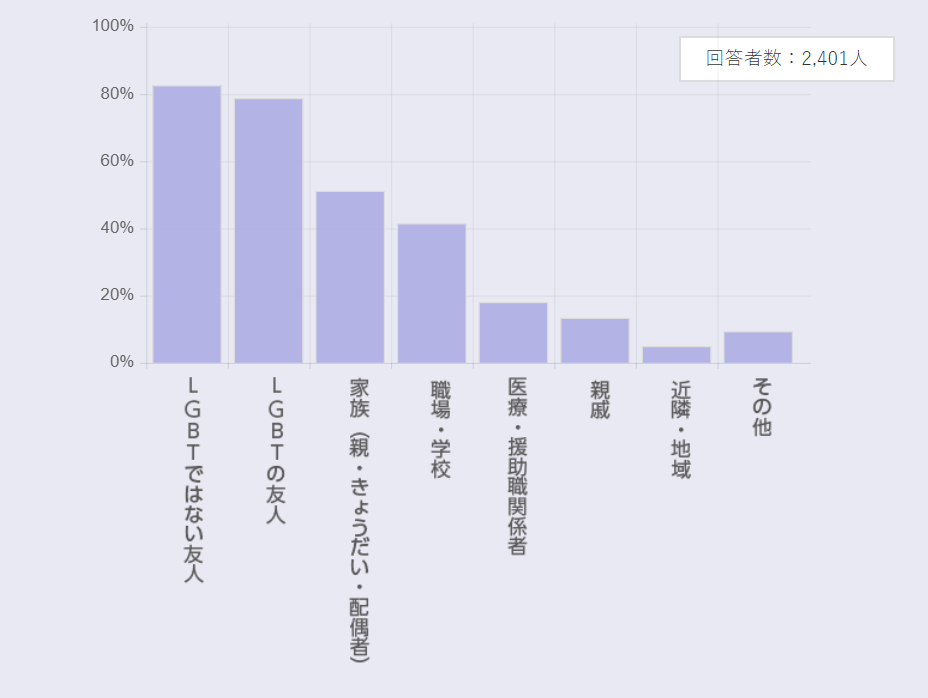 100%
回答者数：2,401人
80%
60%
40%
20%
0%
LGBTではない友人
LGBTの友人
家族（親・きょうだい・配偶者）
職場・学校
医療・援助職関係者
親戚
近隣・地域
その他